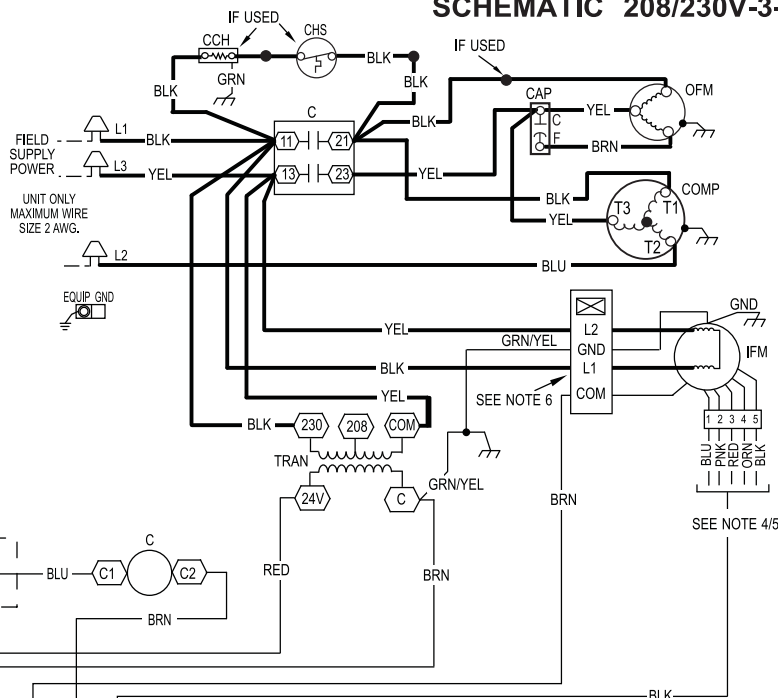 SCHEMATIC 208/230V-3-
IF USED
CCH
CHS
GRN
BLK
BLK
BLK
IF USED
CAP
OFM
C
BLK
YEL
C
F
BRN
FIELD
SUPPLY
POWER
L1
BLK
11
21
L3
YEL
13
23
YEL
UNIT ONLY
MAXIMUM WIRE
SIZE 2 AWG.
BLK
YEL
COMP
T3
T1
T2
L2
BLU
EQUIP GND
YEL
GRN/YEL
L2
GND
L1
COM
GND
IFM
BLK
SEE NOTE 6
YEL
BLK
230
208
COM
TRAN
1 2 3 4 5
BLU
PNK
RED
ORN
BLK
24V
C
GRN/YEL
BRN
SEE NOTE 4/5
C
BLU
C1
C2
RED
BRN
BRN
BLK